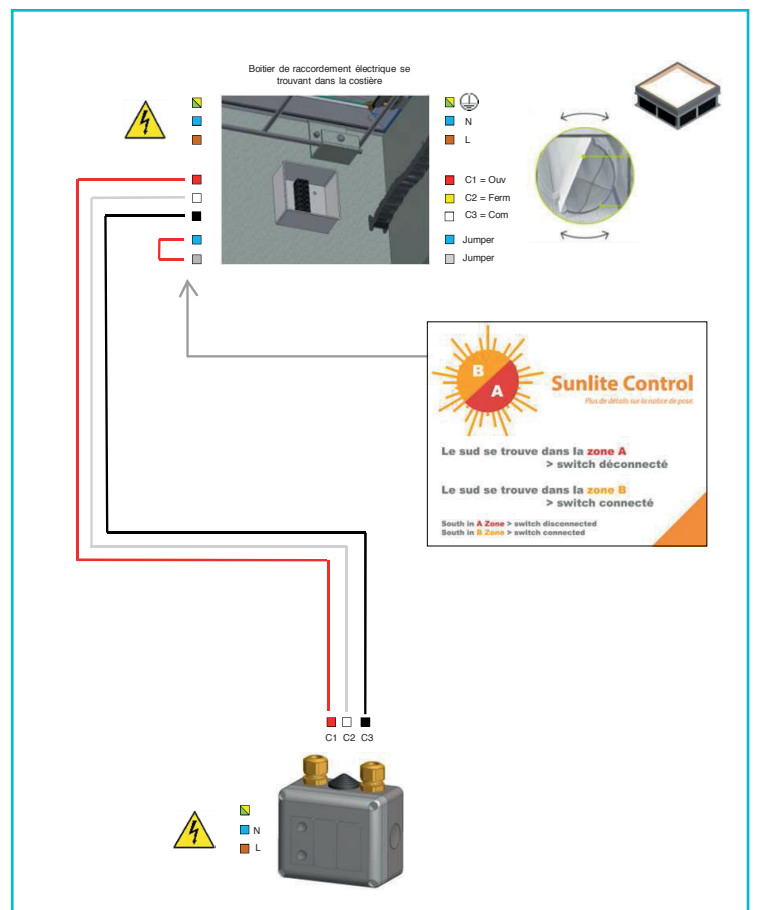 Boitier de raccordement électrique se
trouvant dans la costière
N
L
C1 = Ouv
C2 = Ferm
C3 = Com
Jumper
Jumper
B
A
Sunlite Control
Plus de détails sur la notice de pose
Le sud se trouve dans la zone A
> switch déconnecté
Le sud se trouve dans la zone B
> switch connecté
South in A Zone > switch disconnected
South in B Zone > switch connected
C1 C2 C3
N
L